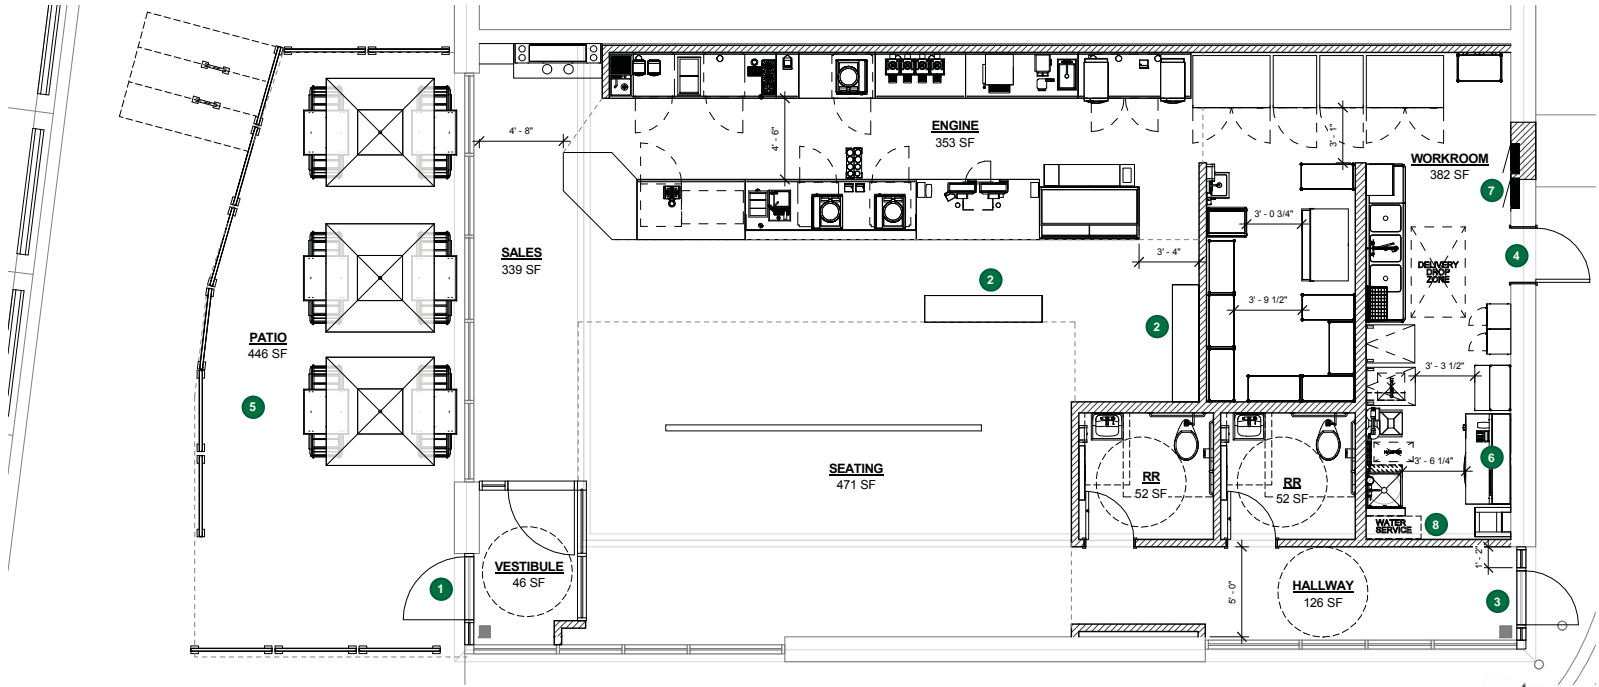 4' - 8"
4' - 6"
ENGINE
353 SF
3' - 1"
WORKROOM
382 SF
7
3' - 0 3/4"
SALES
339 SF
3' - 4"
4
DELIVERY
DROP
ZONE
2
3' - 9 1/2"
2
PATIO
446 SF
3' - 3 1/2"
5
SEATING
471 SF
RR
52 SF
RR
52 SF
3' - 6 1/4"
6
WATER
SERVICE
8
VESTIBULE
46 SF
1
1' - 2"
5' - 0"
HALLWAY
126 SF
3